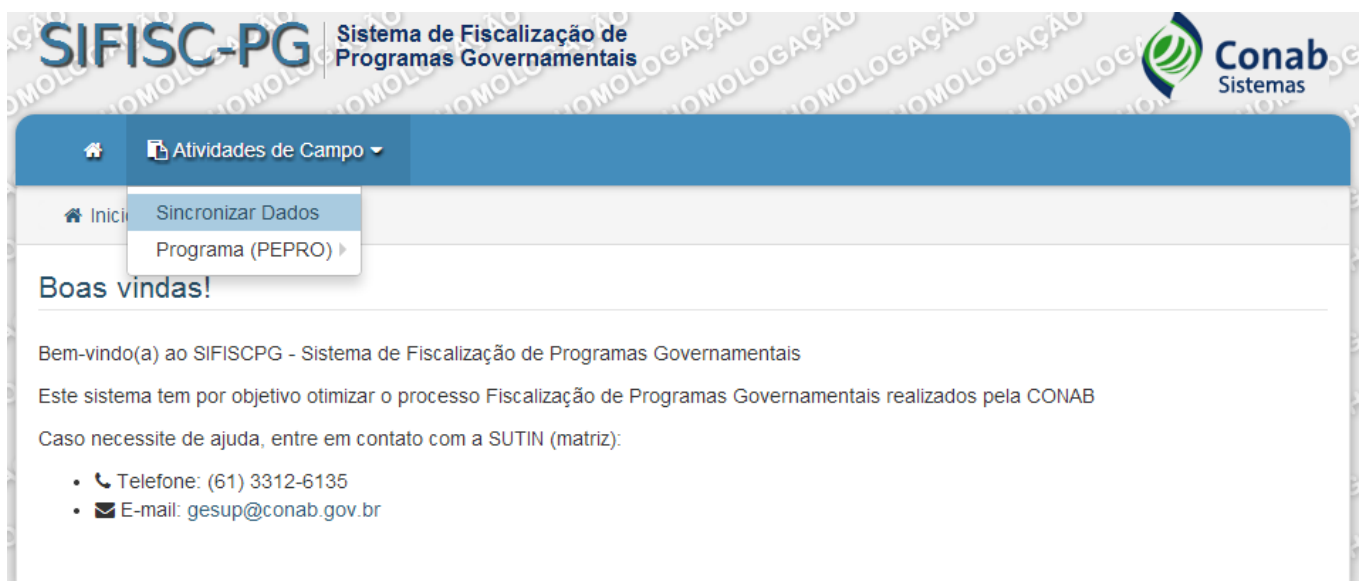 SIFISC-PG
Sistema de Fiscalização de
Programas Governamentais
Conab
Sistemas
Atividades de Campo
Inici
Sincronizar Dados
Programa (PEPRO)
Boas vindas!
Bem-vindo(a) ao SIFISCPG - Sistema de Fiscalização de Programas Governamentais
Este sistema tem por objetivo otimizar o processo Fiscalização de Programas Governamentais realizados pela CONAB
Caso necessite de ajuda, entre em contato com a SUTIN (matriz):
Telefone: (61) 3312-6135
E-mail: gesup@conab.gov.br
HOMOLOGAÇÃO